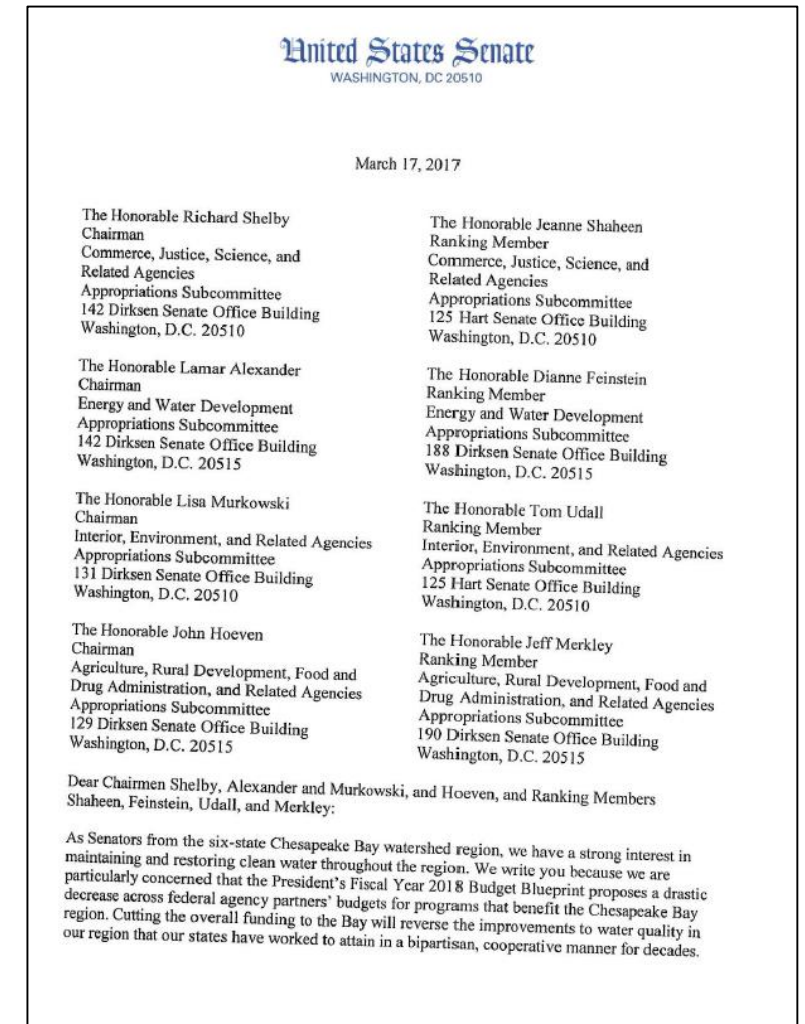 United States Senate
WASHINGTON, DC 20510
March 17, 2017
The Honorable Richard Shelby
Chairman
Commerce, Justice, Science, and
Related Agencies
Appropriations Subcommittee
142 Dirksen Senate Office Building
Washington, D.C. 20510
The Honorable Jeanne Shaheen
Ranking Member
Commerce, Justice, Science, and
Related Agencies
Appropriations Subcommittee
125 Hart Senate Office Building
Washington, D.C. 20510
The Honorable Lamar Alexander
Chairman
Energy and Water Development
Appropriations Subcommittee
142 Dirksen Senate Office Building
Washington, D.C. 20515
The Honorable Dianne Feinstein
Ranking Member
Energy and Water Development
Appropriations Subcommittee
188 Dirksen Senate Office Building
Washington, D.C. 20515
The Honorable Lisa Murkowski
Chairman
Interior, Environment, and Related Agencies
Appropriations Subcommittee
131 Dirksen Senate Office Building
Washington, D.C. 20510
The Honorable Tom Udall
Ranking Member
Interior, Environment, and Related Agencies
Appropriations Subcommittee
125 Hart Senate Office Building
Washington, D.C. 20510
The Honorable John Hoeven
Chairman
Agriculture, Rural Development, Food and
Drug Administration, and Related Agencies
Appropriations Subcommittee
129 Dirksen Senate Office Building
Washington, D.C. 20515
The Honorable Jeff Merkley
Ranking Member
Agriculture, Rural Development, Food and
Drug Administration, and Related Agencies
Appropriations Subcommittee
190 Dirksen Senate Office Building
Washington, D.C. 20515
Dear Chairmen Shelby, Alexander and Murkowski, and Hoeven, and Ranking Members
Shaheen, Feinstein, Udall, and Merkley:
As Senators from the six-state Chesapeake Bay watershed region, we have a strong interest in
maintaining and restoring clean water throughout the region. We write you because we are
particularly concerned that the President's Fiscal Year 2018 Budget Blueprint proposes a drastic
decrease across federal agency partners' budgets for programs that benefit the Chesapeake Bay
region. Cutting the overall funding to the Bay will reverse the improvements to water quality in
our region that our states have worked to attain in a bipartisan, cooperative manner for decades.